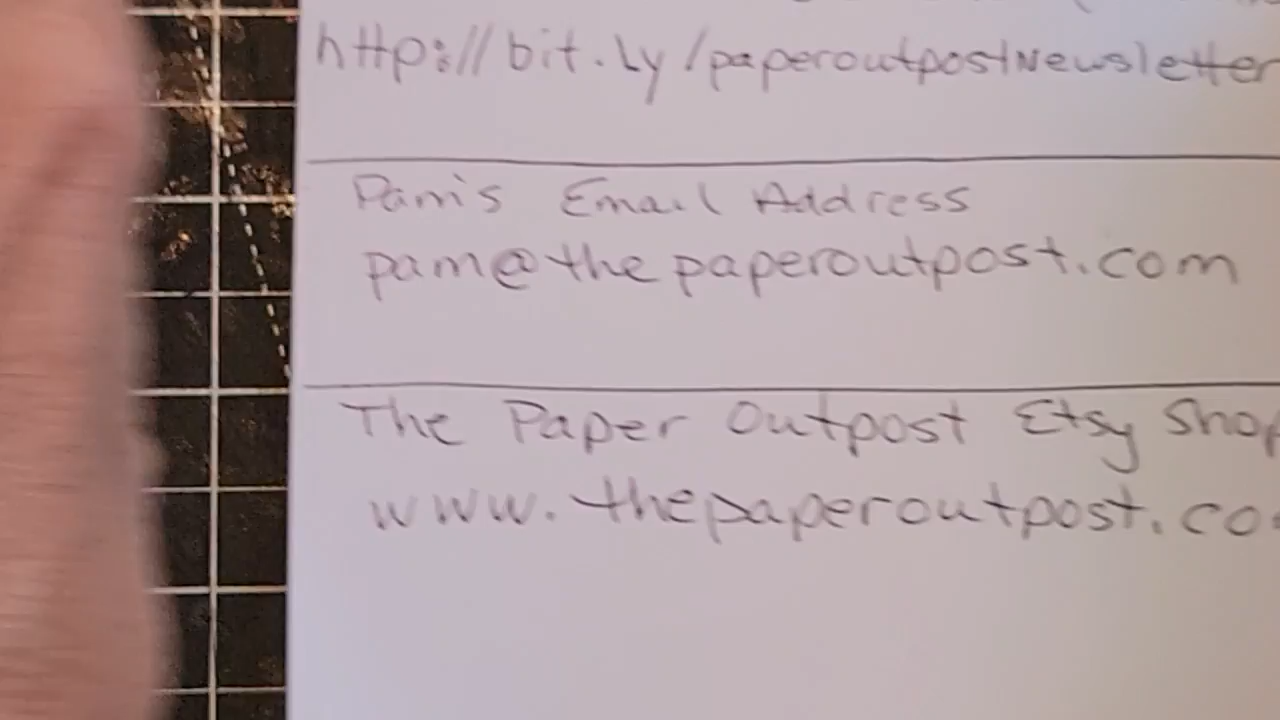 http://bit.ly/paperoutpostNewsletter
Pam's Email Address
pam@thepaperoutpost.com
The Paper Outpost Etsy Shop
www.thepaperoutpost.co